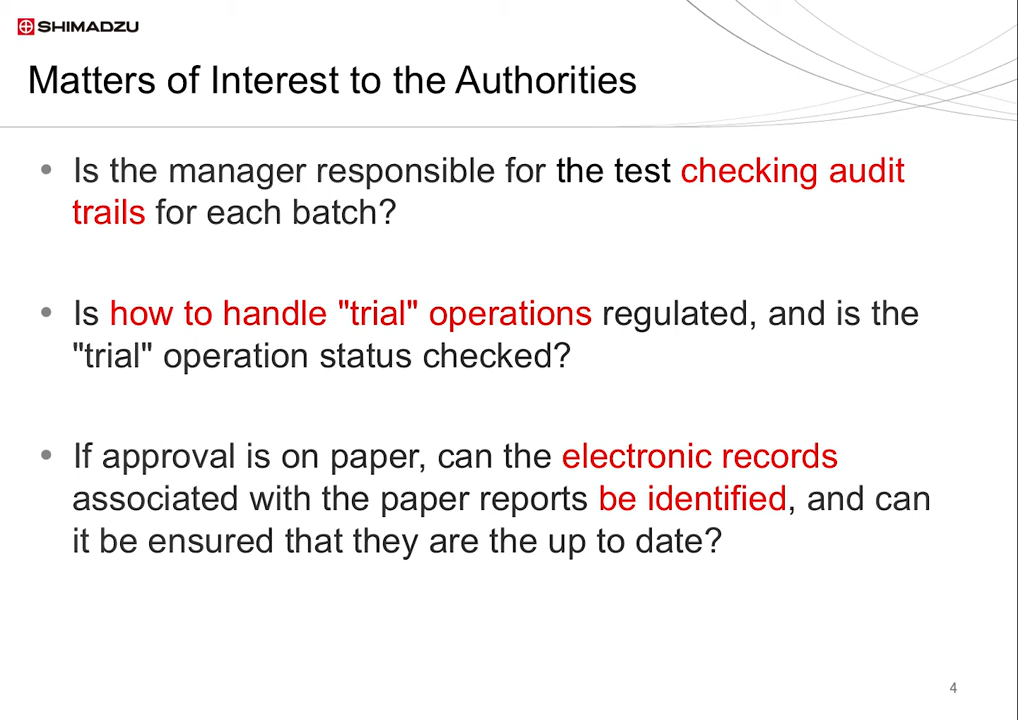 SHIMADZU
Matters of Interest to the Authorities
• Is the manager responsible for the test checking audit
trails for each batch?
• Is how to handle "trial" operations regulated, and is the
"trial" operation status checked?
• If approval is on paper, can the electronic records
associated with the paper reports be identified, and can
it be ensured that they are the up to date?
4